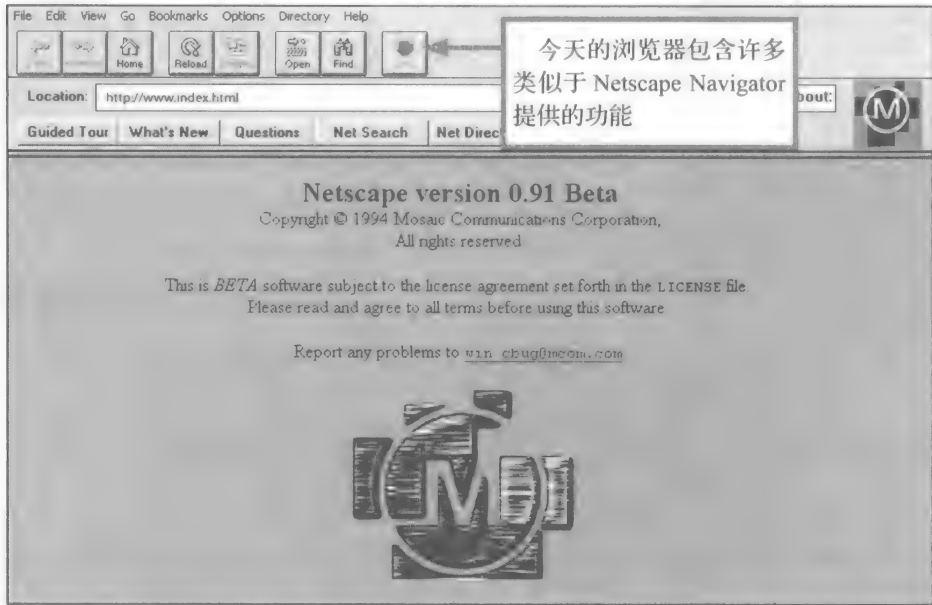 File Edit View Go Bookmarks Options Directory Help
Home Reload Open Find
今天的浏览器包含许多
类似于 Netscape Navigator
提供的功能
Location: http://www.index.html
Guided Tour What's New Questions Net Search
Netscape version 0.91 Beta
Copyright © 1994 Mosaic Communications Corporation,
All rights reserved
This is BETA software subject to the license agreement set forth in the LICENSE file.
Please read and agree to all terms before using this software
Report any problems to
M